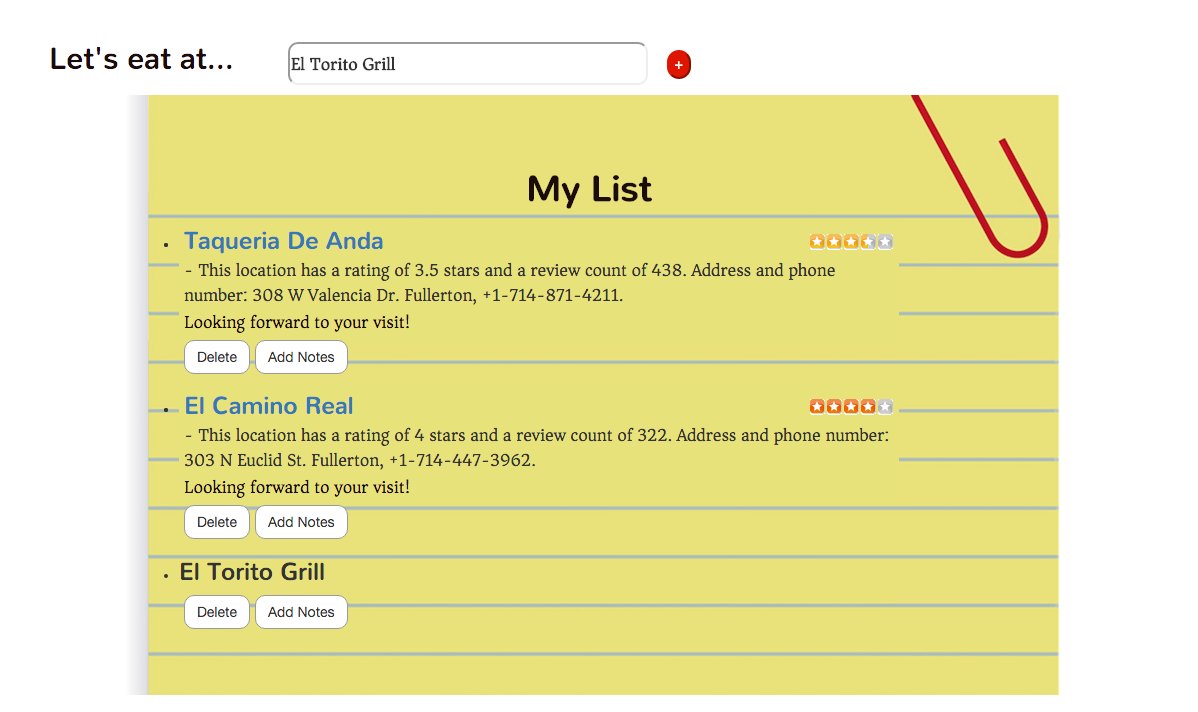 Let's eat at...
El Torito Grill
+
My List
Taqueria De Anda
- This location has a rating of 3.5 stars and a review count of 438. Address and phone
number: 308 W Valencia Dr. Fullerton, +1-714-871-4211.
Looking forward to your visit!
Delete Add Notes
El Camino Real
- This location has a rating of 4 stars and a review count of 322. Address and phone number:
303 N Euclid St. Fullerton, +1-714-447-3962.
Looking forward to your visit!
Delete Add Notes
El Torito Grill
Delete Add Notes